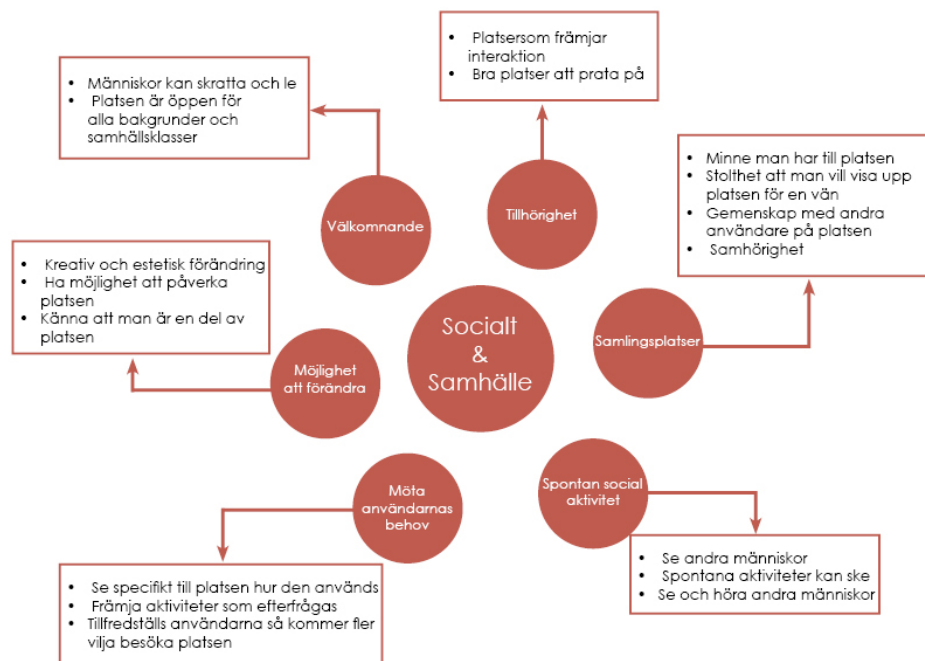 Platsersom främjar
interaktion
Bra platser att prata på
Människor kan skratta och le
Platsen är öppen för
alla bakgrunder och
samhällsklasser
Minne man har till platsen
Stolthet att man vill visa upp
platsen för en vän
Gemenskap med andra
användare på platsen
Samhörighet
Välkomnande
Tillhörighet
Kreativ och estetisk förändring
Ha möjlighet att påverka
platsen
Känna att man är en del av
platsen
Socialt
&
Samhälle
Samlingsplatser
Möjlighet
att förändra
Möta
användarnas
behov
Spontan social
aktivitet
Se specifikt till platsen hur den används
Främja aktiviteter som efterfrågas
Tillfredställs användarna så kommer fler
vilja besöka platsen
Se andra människor
Spontana aktiviteter kan ske
Se och höra andra människor